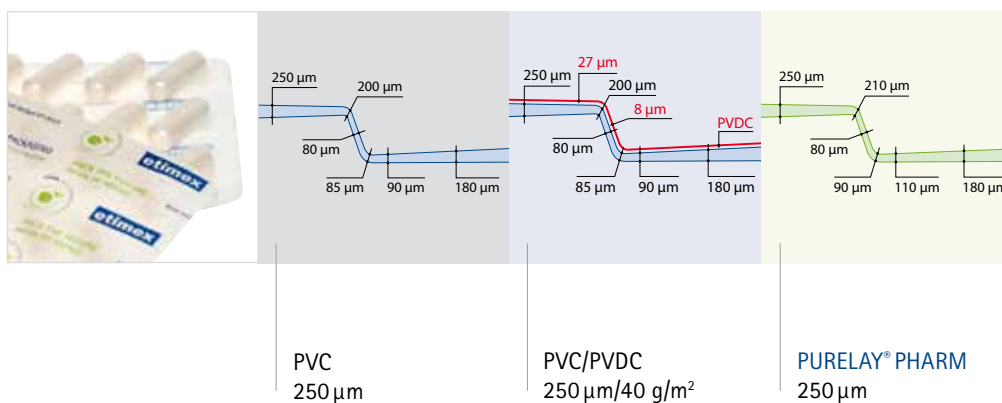 etimex
etimex
250 µm
200 µm
80 µm
85 µm
90 µm
180 µm
250 µm
27 µm
200 µm
8 µm
PVDC
80 µm
85 µm
90 µm
180 µm
250 µm
210 µm
80 µm
90 µm
110 µm
180 µm
PVC
250 µm
PVC/PVDC
250 µm/40 g/m²
PURELAY® PHARM
250 µm